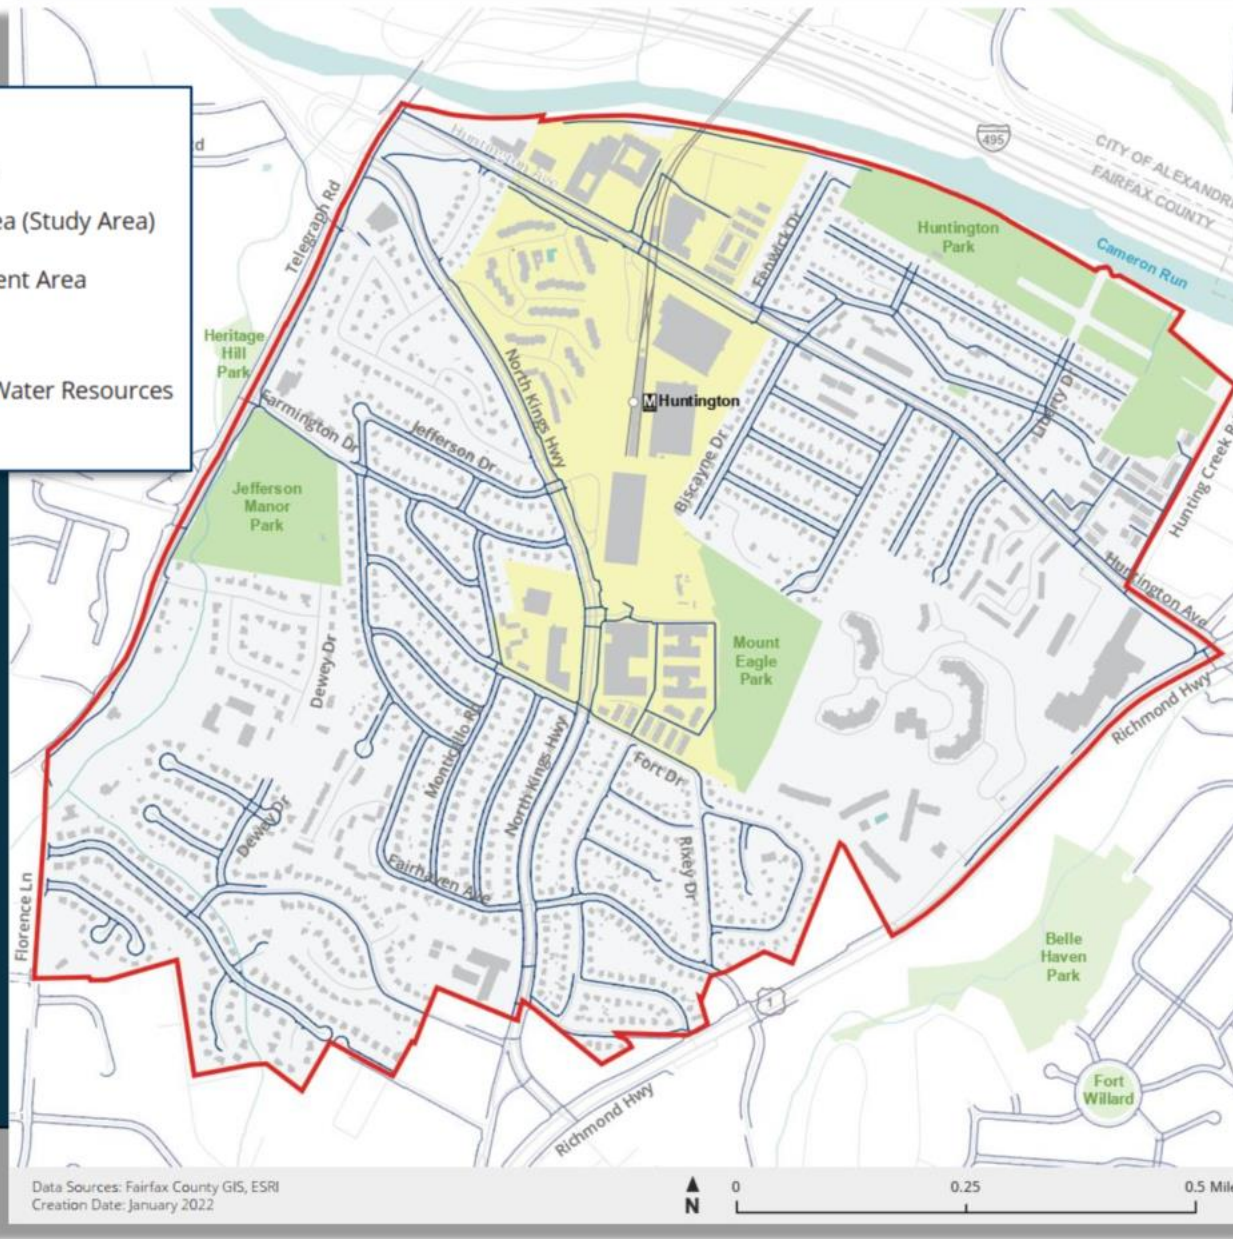 ea (Study Area)
ent Area
Water Resources
d
Huntington Ave
Telegraph Rd
495
CITY OF ALEXANDRI
FAIRFAX COUNTY
Cameron Run
Huntington
Park
Fenwick Dr
Heritage
Hill
Park
North Kings Hwy
M Huntington
Farmington Dr
Jefferson Dr
Liberty Dr
Biscayne Dr
Hunting Creek R
Jefferson
Manor
Park
Huntington Ave
Mount
Eagle
Park
Dewey Dr
Monticello Rd
North Kings Hwy
Richmond Hwy
Fort Dr
Dewey Dr
Rixey Dr
Fairhaven Ave
Florence Ln
Belle
Haven
Park
1
Fort
Willard
Richmond Hwy
Data Sources: Fairfax County GIS, ESRI
Creation Date: January 2022
N
0 0.25 0.5 Mile